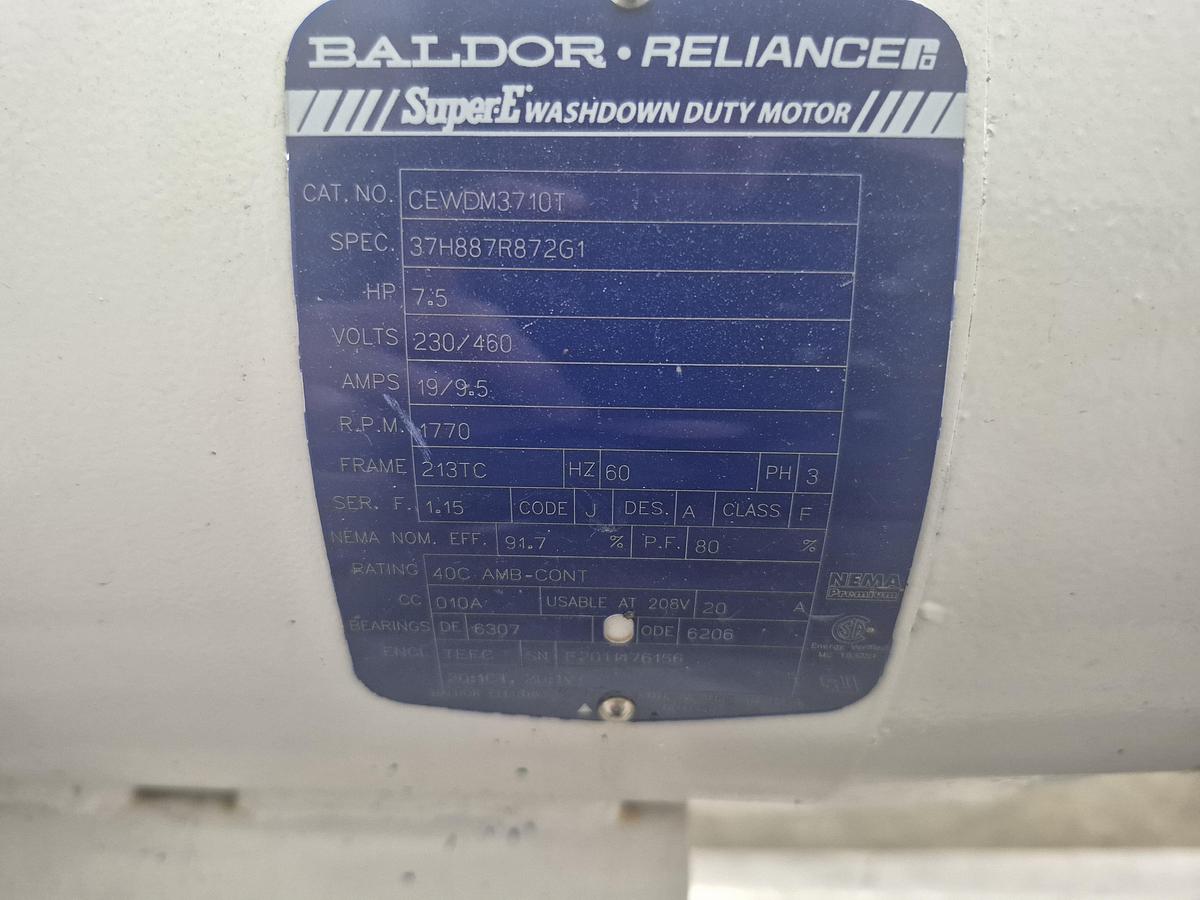 BALDOR • RELIANCE
Super-E® WASHDOWN DUTY MOTOR
CAT. NO. CEWDM3710T
SPEC. 37H887R872G1
HP 7.5
VOLTS 230/460
AMPS 19/9.5
R.P.M. 1770
FRAME 213TC HZ 60 PH 3
SER. F. 1.15 CODE J DES. A CLASS F
NEMA NOM. EFF. 91.7 % P.F. 80 %
RATING 40C AMB-CONT
NEMA
Premium
CC 010A USABLE AT 208V 20 A
BEARINGS DE 6307 ODE 6206
Energy Verified
ENCL TEFC SN